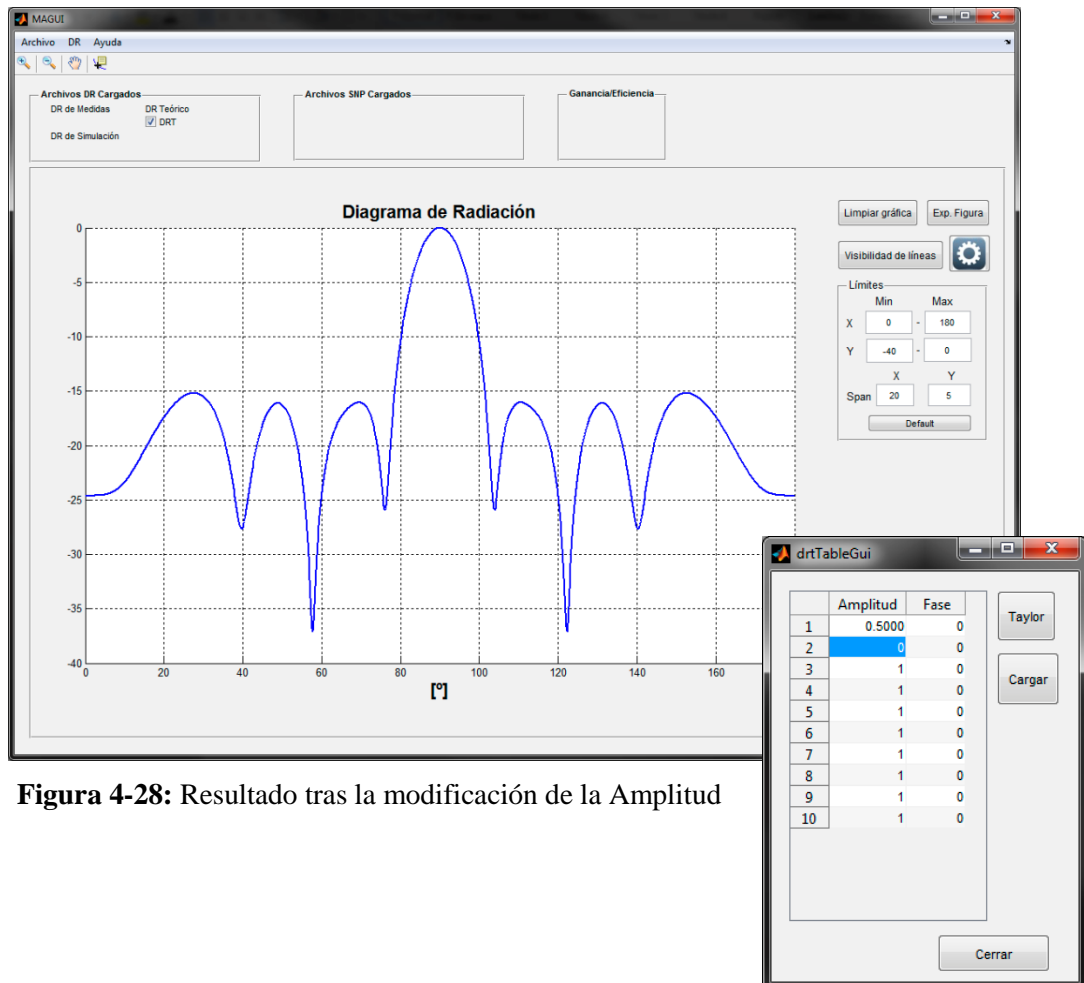 MAGUI
Archivo DR Ayuda
Archivos DR Cargados
DR de Medidas DR Teórico
DRT
DR de Simulación
Archivos SNP Cargados
Ganancia/Eficiencia
Diagrama de Radiación
0
-5
-10
-15
-20
-25
-30
-35
-40
0 20 40 60 80 100 120 140 160
[º]
Limpiar gráfica Exp. Figura
Visibilidad de líneas
Límites
Min Max
X 0 - 180
Y -40 - 0
X Y
Span 20 5
Default
drtTableGui
Amplitud Fase
1 0.5000 0
2 0 0
3 1 0
4 1 0
5 1 0
6 1 0
7 1 0
8 1 0
9 1 0
10 1 0
Taylor
Cargar
Cerrar
Figura 4-28: Resultado tras la modificación de la Amplitud